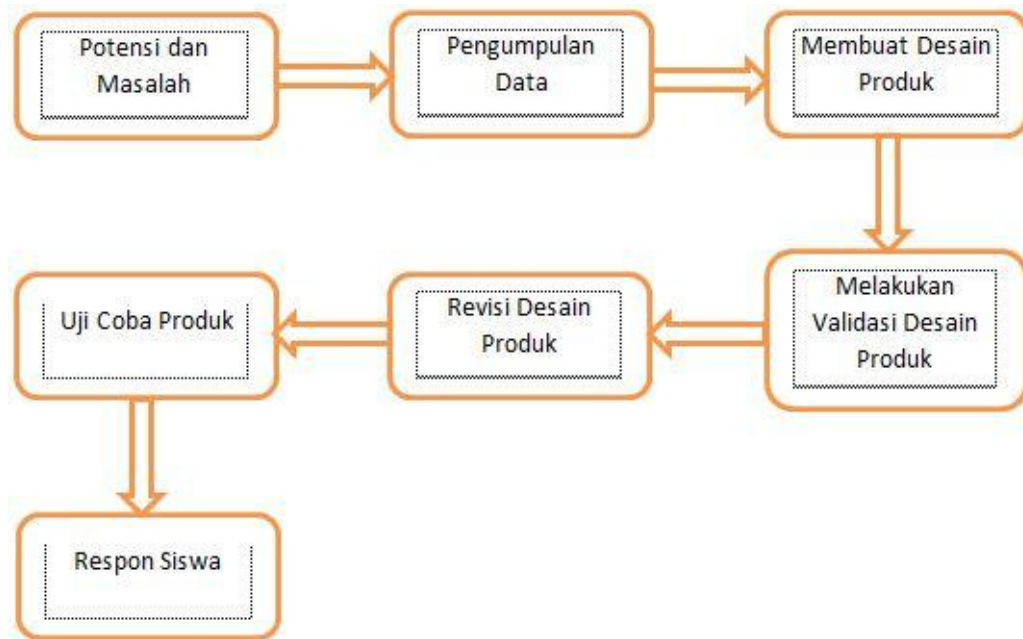 Potensi dan
Masalah
Pengumpulan
Data
Membuat Desain
Produk
Melakukan
Validasi Desain
Produk
Revisi Desain
Produk
Uji Coba Produk
Respon Siswa